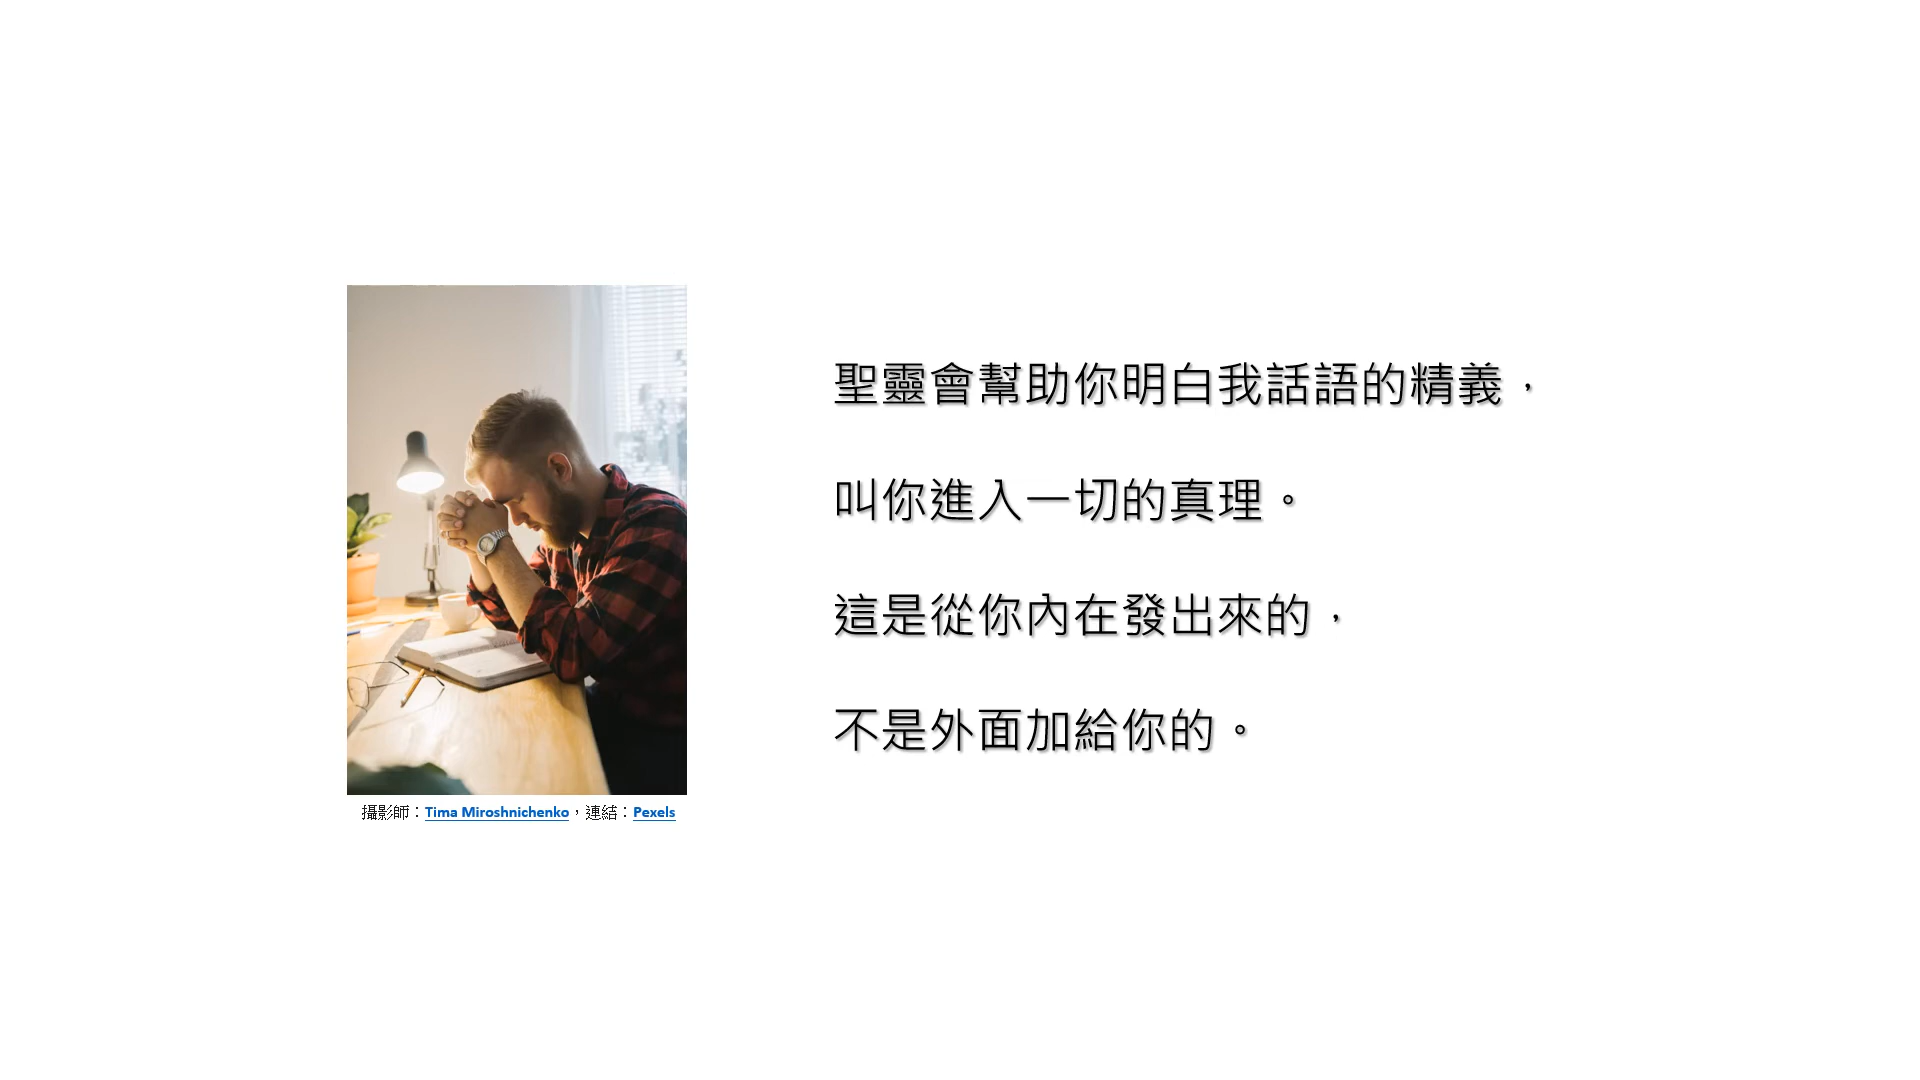 聖靈會幫助你明白我話語的精義，
叫你進入一切的真理。
這是從你內在發出來的，
不是外面加給你的。
攝影師：Tima Miroshnichenko，連結：Pexels